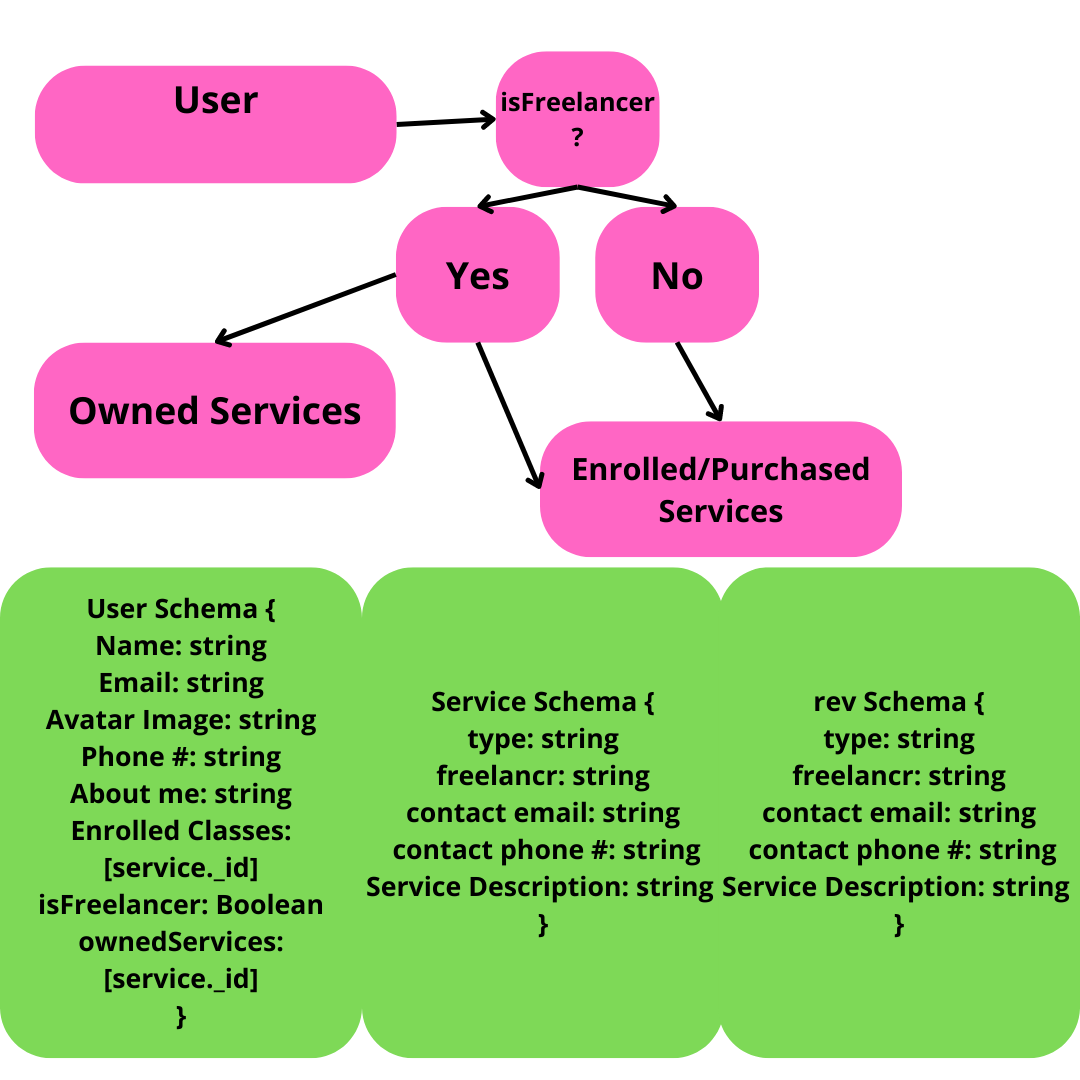 User
isFreelancer
?
Yes
No
Owned Services
Enrolled/Purchased
Services
User Schema {
Name: string
Email: string
Avatar Image: string
Phone #: string
About me: string
Enrolled Classes:
[service._id]
isFreelancer: Boolean
ownedServices:
[service._id]
}
Service Schema {
type: string
freelancr: string
contact email: string
contact phone #: string
Service Description: string
}
rev Schema {
type: string
freelancr: string
contact email: string
contact phone #: string
Service Description: string
}